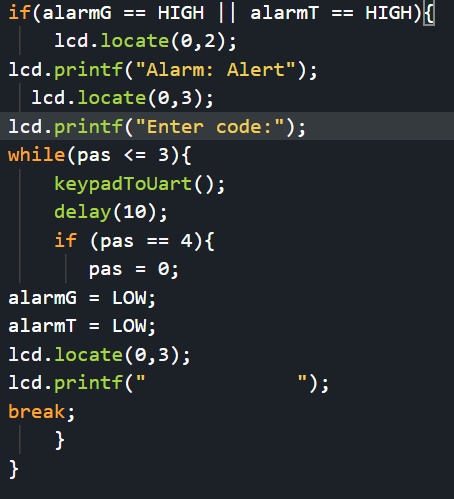 if(alarmG == HIGH || alarmT == HIGH){
    lcd.locate(0,2);
lcd.printf("Alarm: Alert");
  lcd.locate(0,3);
lcd.printf("Enter code:");
while(pas <= 3){
    keypadToUart();
    delay(10);
    if (pas == 4){
       pas = 0;
alarmG = LOW;
alarmT = LOW;
lcd.locate(0,3);
lcd.printf("             ");
break;
    }
}